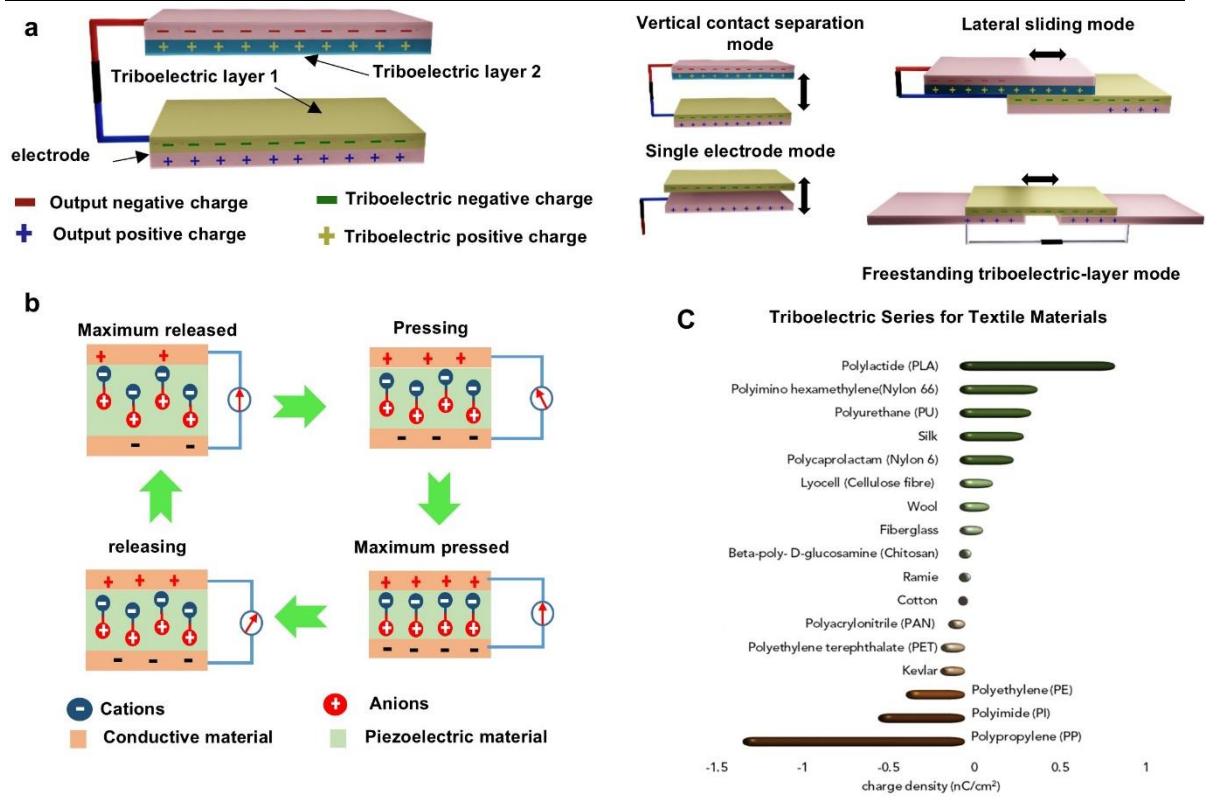 a
Triboelectric layer 1
Triboelectric layer 2
electrode
Output negative charge
Triboelectric negative charge
Output positive charge
Triboelectric positive charge
Vertical contact separation
mode
Lateral sliding mode
Single electrode mode
Freestanding triboelectric-layer mode
b
Maximum released
Pressing
releasing
Maximum pressed
Cations
Anions
Conductive material
Piezoelectric material
C
Triboelectric Series for Textile Materials
Polylactide (PLA)
Polyimino hexamethylene(Nylon 66)
Polyurethane (PU)
Silk
Polycaprolactam (Nylon 6)
Lyocell (Cellulose fibre)
Wool
Fiberglass
Beta-poly- D-glucosamine (Chitosan)
Ramie
Cotton
Polyacrylonitrile (PAN)
Polyethylene terephthalate (PET)
Kevlar
Polyethylene (PE)
Polyimide (PI)
Polypropylene (PP)
-1.5 -1 -0.5 0 0.5 1
charge density (nC/cm²)